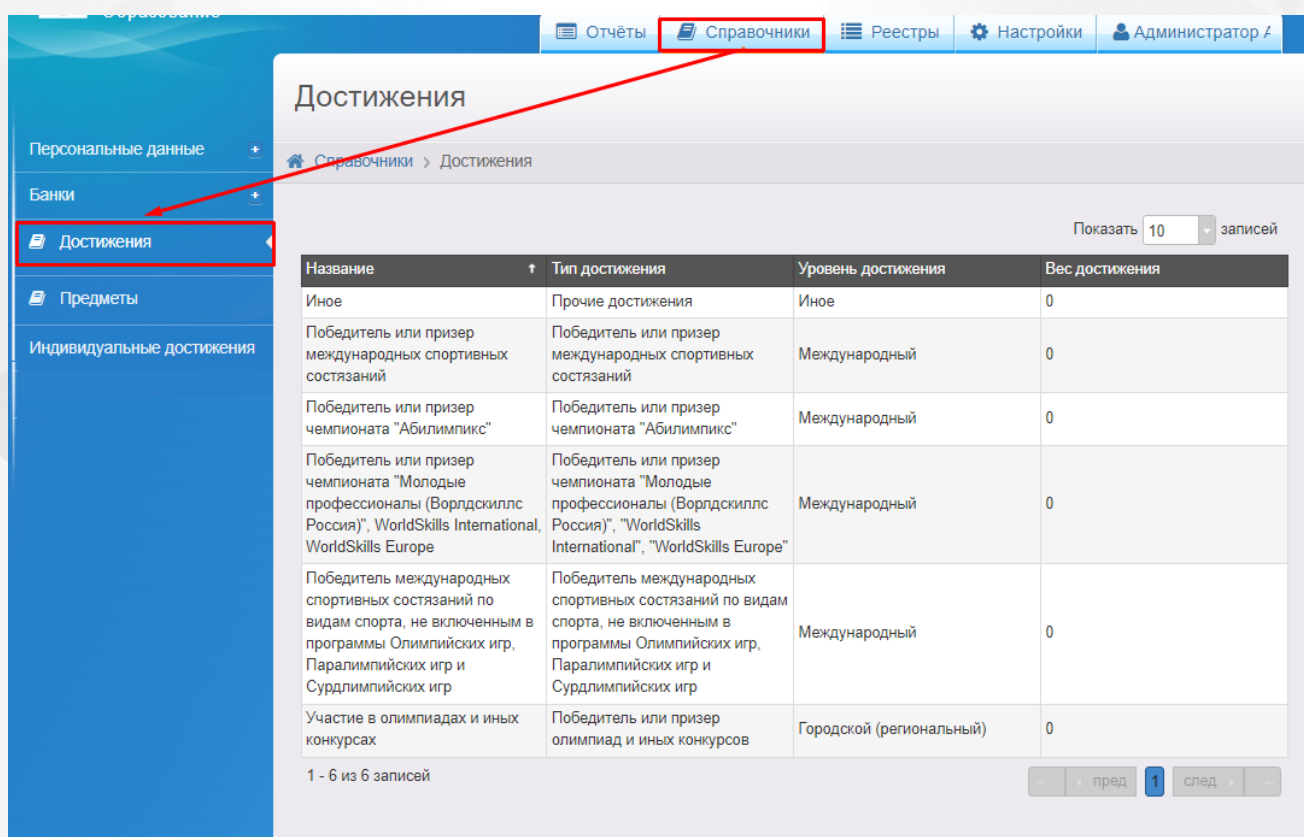 Образование
Отчёты
Справочники
Реестры
Настройки
Администратор А
Достижения
Персональные данные
Справочники > Достижения
Банки
Достижения
Показать 10 записей
Предметы
Индивидуальные достижения
Название Тип достижения Уровень достижения Вес достижения
Иное Прочие достижения Иное 0
Победитель или призер
международных спортивных
состязаний
Победитель или призер
международных спортивных
состязаний
Международный
0
Победитель или призер
чемпионата "Абилимпикс"
Победитель или призер
чемпионата "Абилимпикс"
Международный
0
Победитель или призер
чемпионата "Молодые
профессионалы (Ворлдскиллс
Россия)", WorldSkills International,
WorldSkills Europe
Победитель или призер
чемпионата "Молодые
профессионалы (Ворлдскиллс
Россия)", "WorldSkills
International", "WorldSkills Europe"
Международный
0
Победитель международных
спортивных состязаний по
видам спорта, не включенным в
программы Олимпийских игр,
Паралимпийских игр и
Сурдлимпийских игр
Победитель международных
спортивных состязаний по видам
спорта, не включенным в
программы Олимпийских игр,
Паралимпийских игр и
Сурдлимпийских игр
Международный
0
Участие в олимпиадах и иных
конкурсах
Победитель или призер
олимпиад и иных конкурсов
Городской (региональный)
0
1 - 6 из 6 записей
пред 1 след